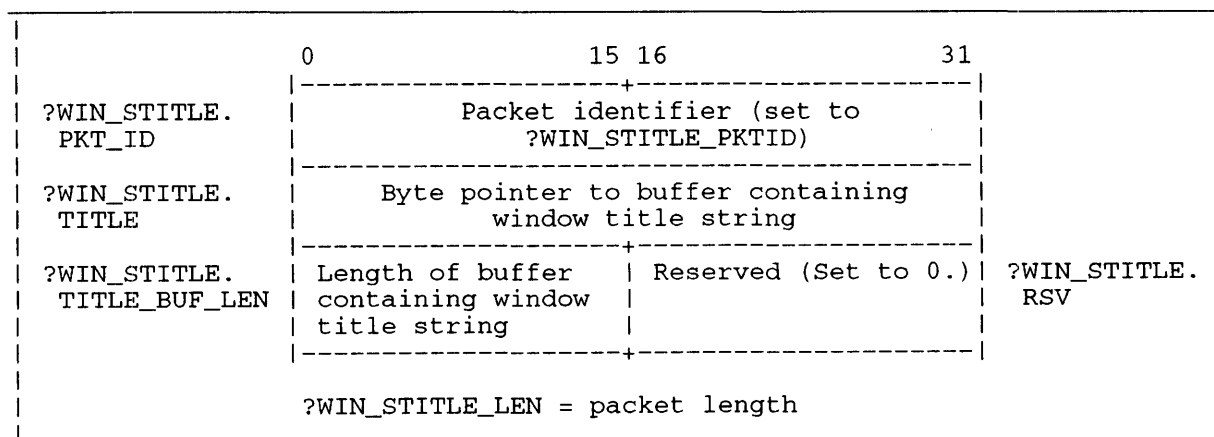 0 15 16 31
?WIN_STITLE. Packet identifier (set to
PKT_ID ?WIN_STITLE_PKTID)
?WIN_STITLE. Byte pointer to buffer containing
TITLE window title string
?WIN_STITLE. Length of buffer Reserved (Set to 0.) ?WIN_STITLE.
TITLE_BUF_LEN containing window RSV
title string
?WIN_STITLE_LEN = packet length